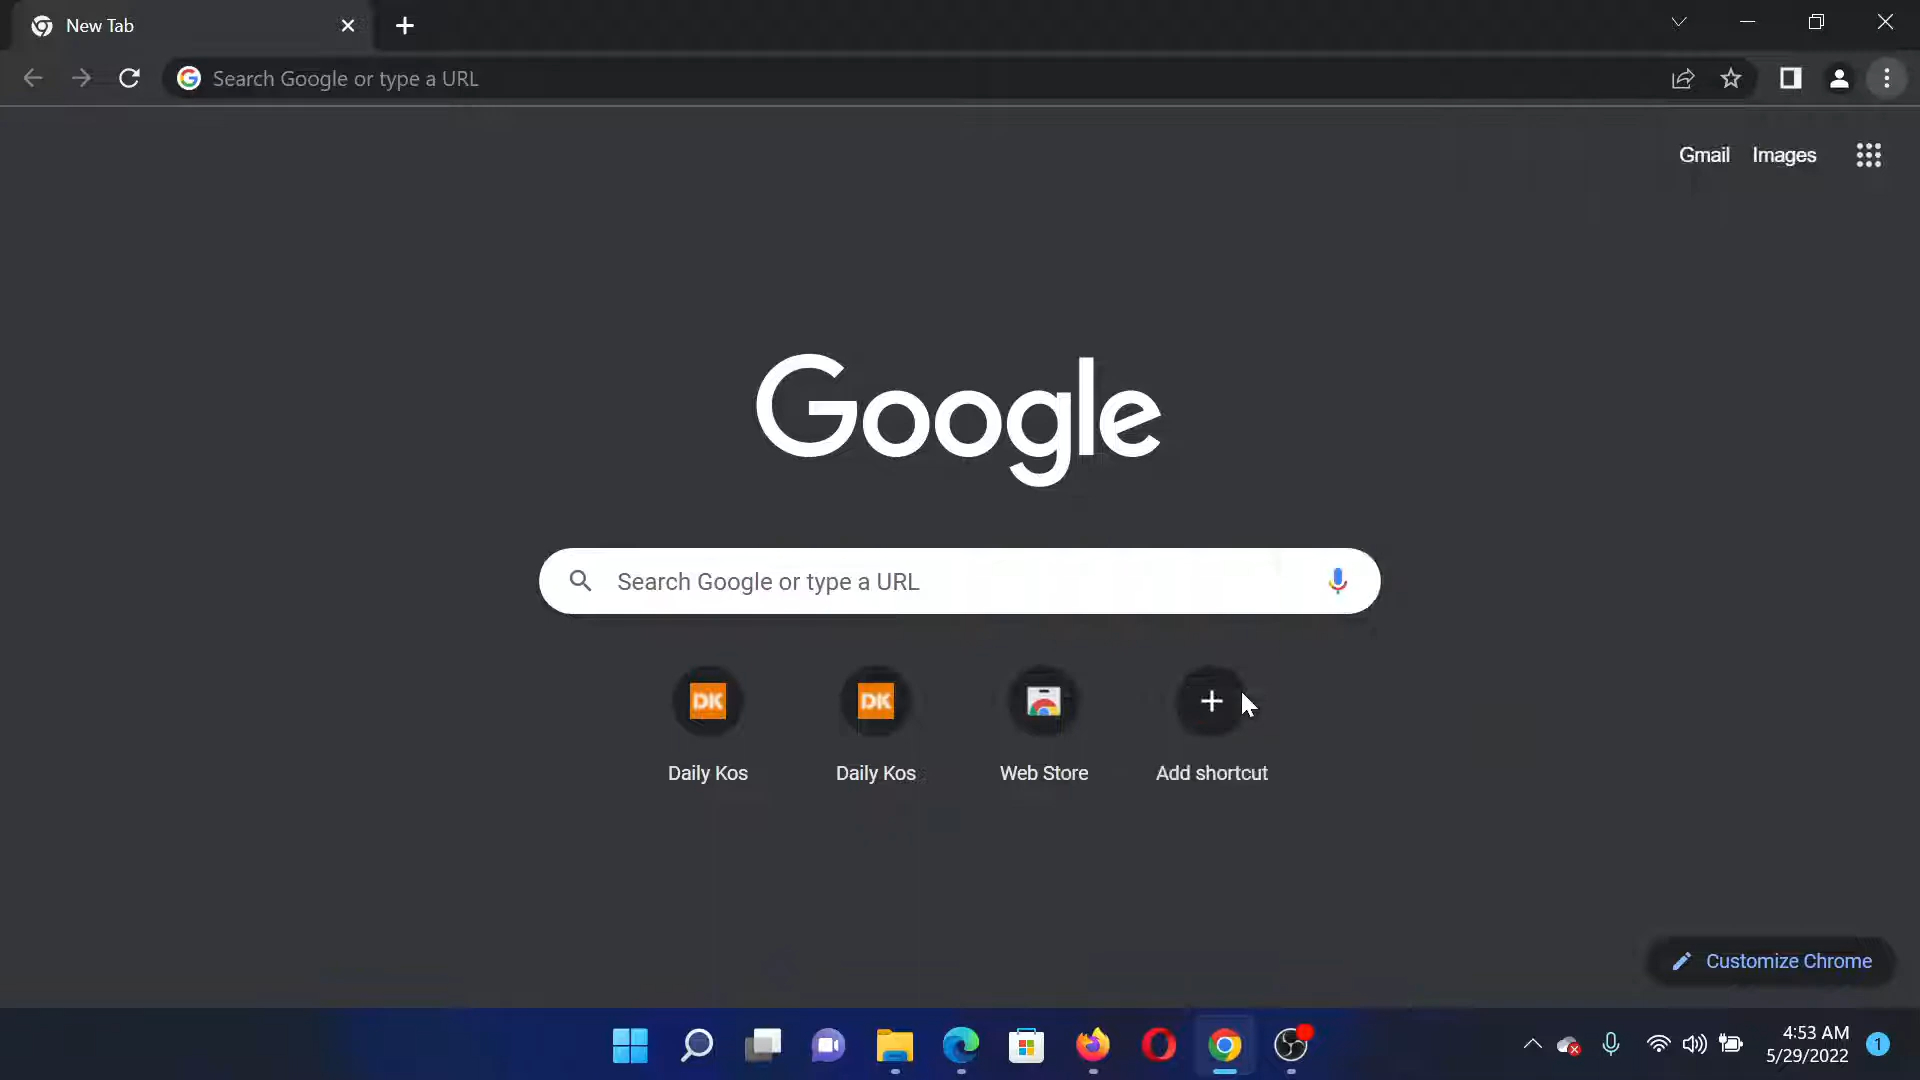 New Tab
Search Google or type a URL
Gmail Images
Google
Search Google or type a URL
DK DK
Daily Kos Daily Kos Web Store Add shortcut
Customize Chrome
4:53 AM
5/29/2022
1